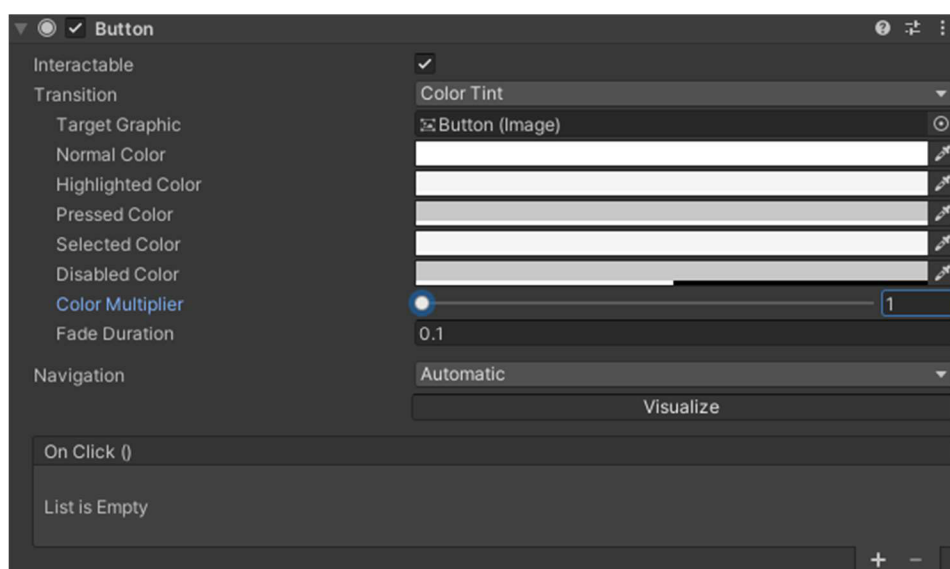 Button
Interactable
Transition Color Tint
Target Graphic Button (Image)
Normal Color
Highlighted Color
Pressed Color
Selected Color
Disabled Color
Color Multiplier 1
Fade Duration 0.1
Navigation Automatic
Visualize
On Click ()
List is Empty